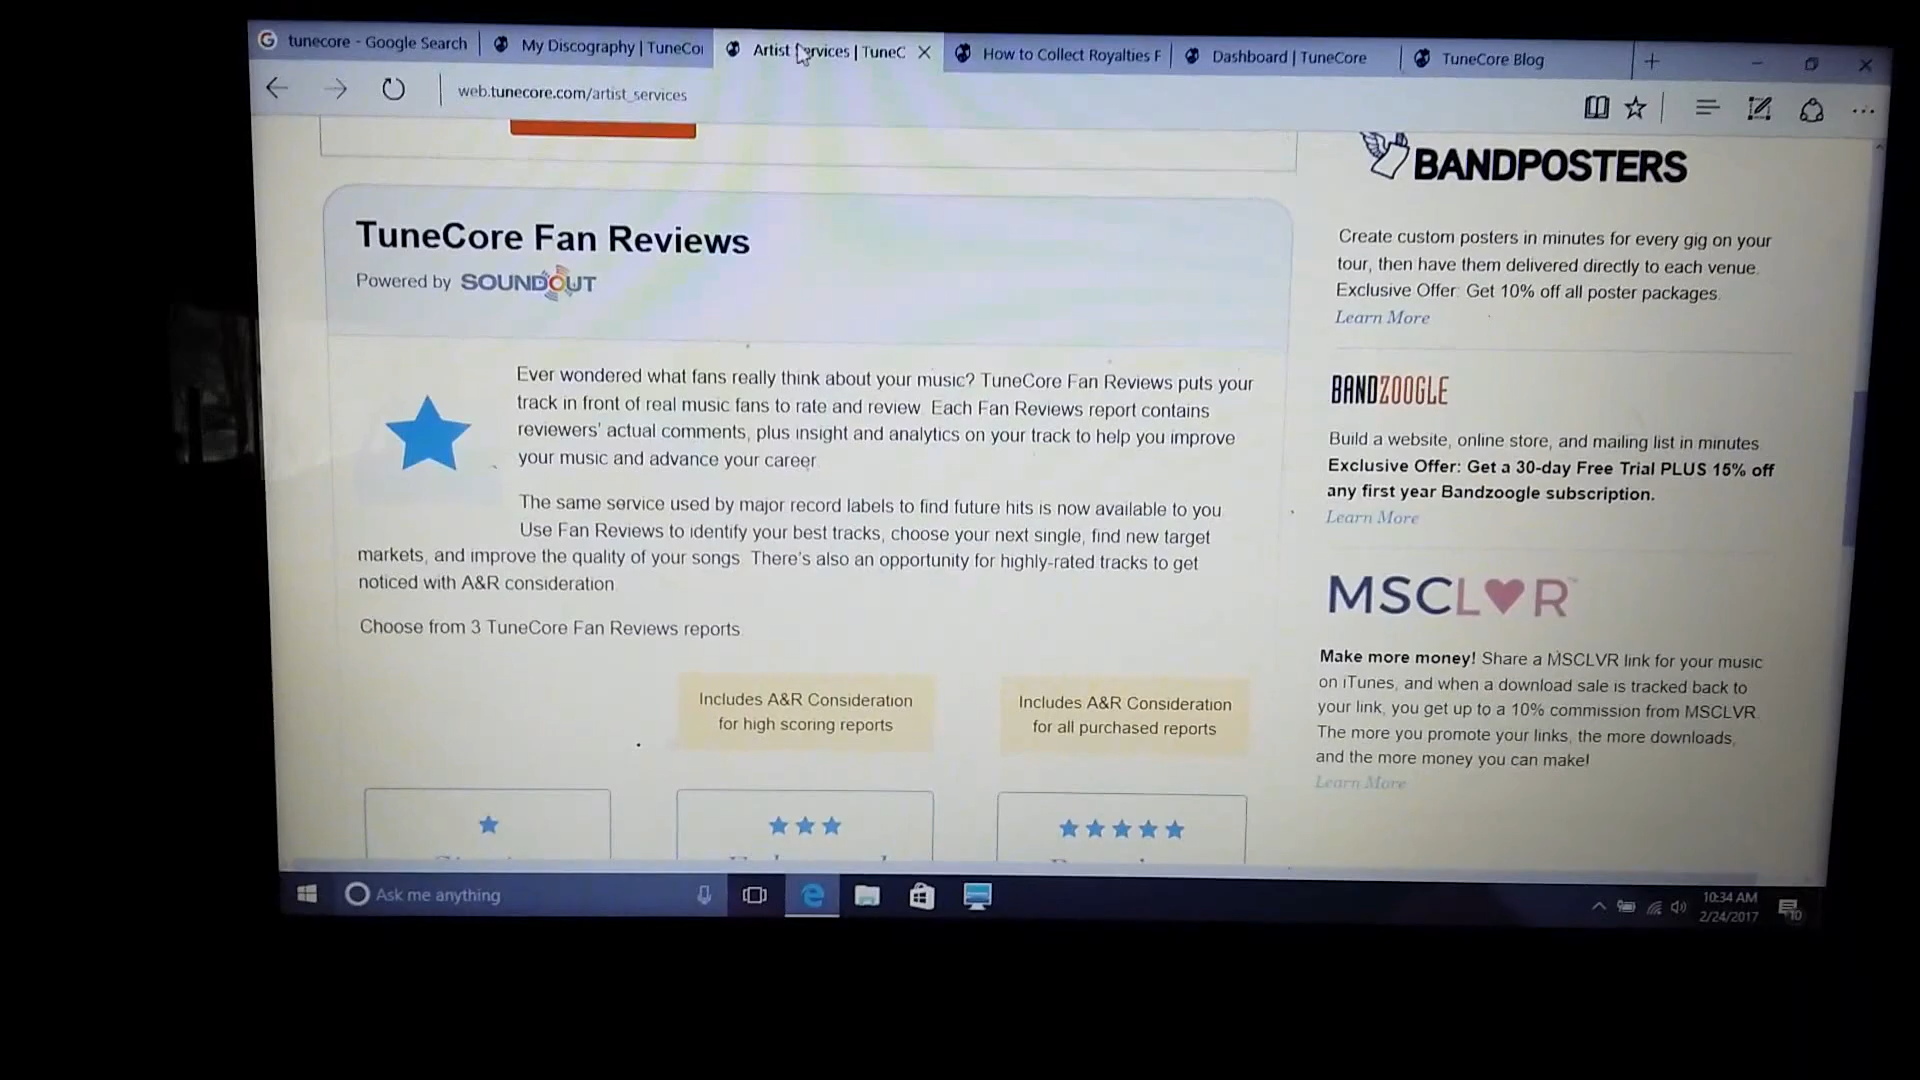 tunecore - Google Search
My Discography | TuneCor
Artist Services | TuneC
How to Collect Royalties F
Dashboard | TuneCore
TuneCore Blog
web.tunecore.com/artist_services
TuneCore Fan Reviews
Powered by SOUNDOUT
Ever wondered what fans really think about your music? TuneCore Fan Reviews puts your
track in front of real music fans to rate and review. Each Fan Reviews report contains
reviewers' actual comments, plus insight and analytics on your track to help you improve
your music and advance your career.
The same service used by major record labels to find future hits is now available to you.
Use Fan Reviews to identify your best tracks, choose your next single, find new target
markets, and improve the quality of your songs. There's also an opportunity for highly-rated tracks to get
noticed with A&R consideration.
Choose from 3 TuneCore Fan Reviews reports.
Includes A&R Consideration
for high scoring reports
Includes A&R Consideration
for all purchased reports
BANDPOSTERS
Create custom posters in minutes for every gig on your
tour, then have them delivered directly to each venue.
Exclusive Offer: Get 10% off all poster packages.
Learn More
BANDZOOGLE
Build a website, online store, and mailing list in minutes.
Exclusive Offer: Get a 30-day Free Trial PLUS 15% off
any first year Bandzoogle subscription.
Learn More
MSCL♥R™
Make more money! Share a MSCLVR link for your music
on iTunes, and when a download sale is tracked back to
your link, you get up to a 10% commission from MSCLVR.
The more you promote your links, the more downloads,
and the more money you can make!
Learn More
Ask me anything
10:34 AM
2/24/2017
10